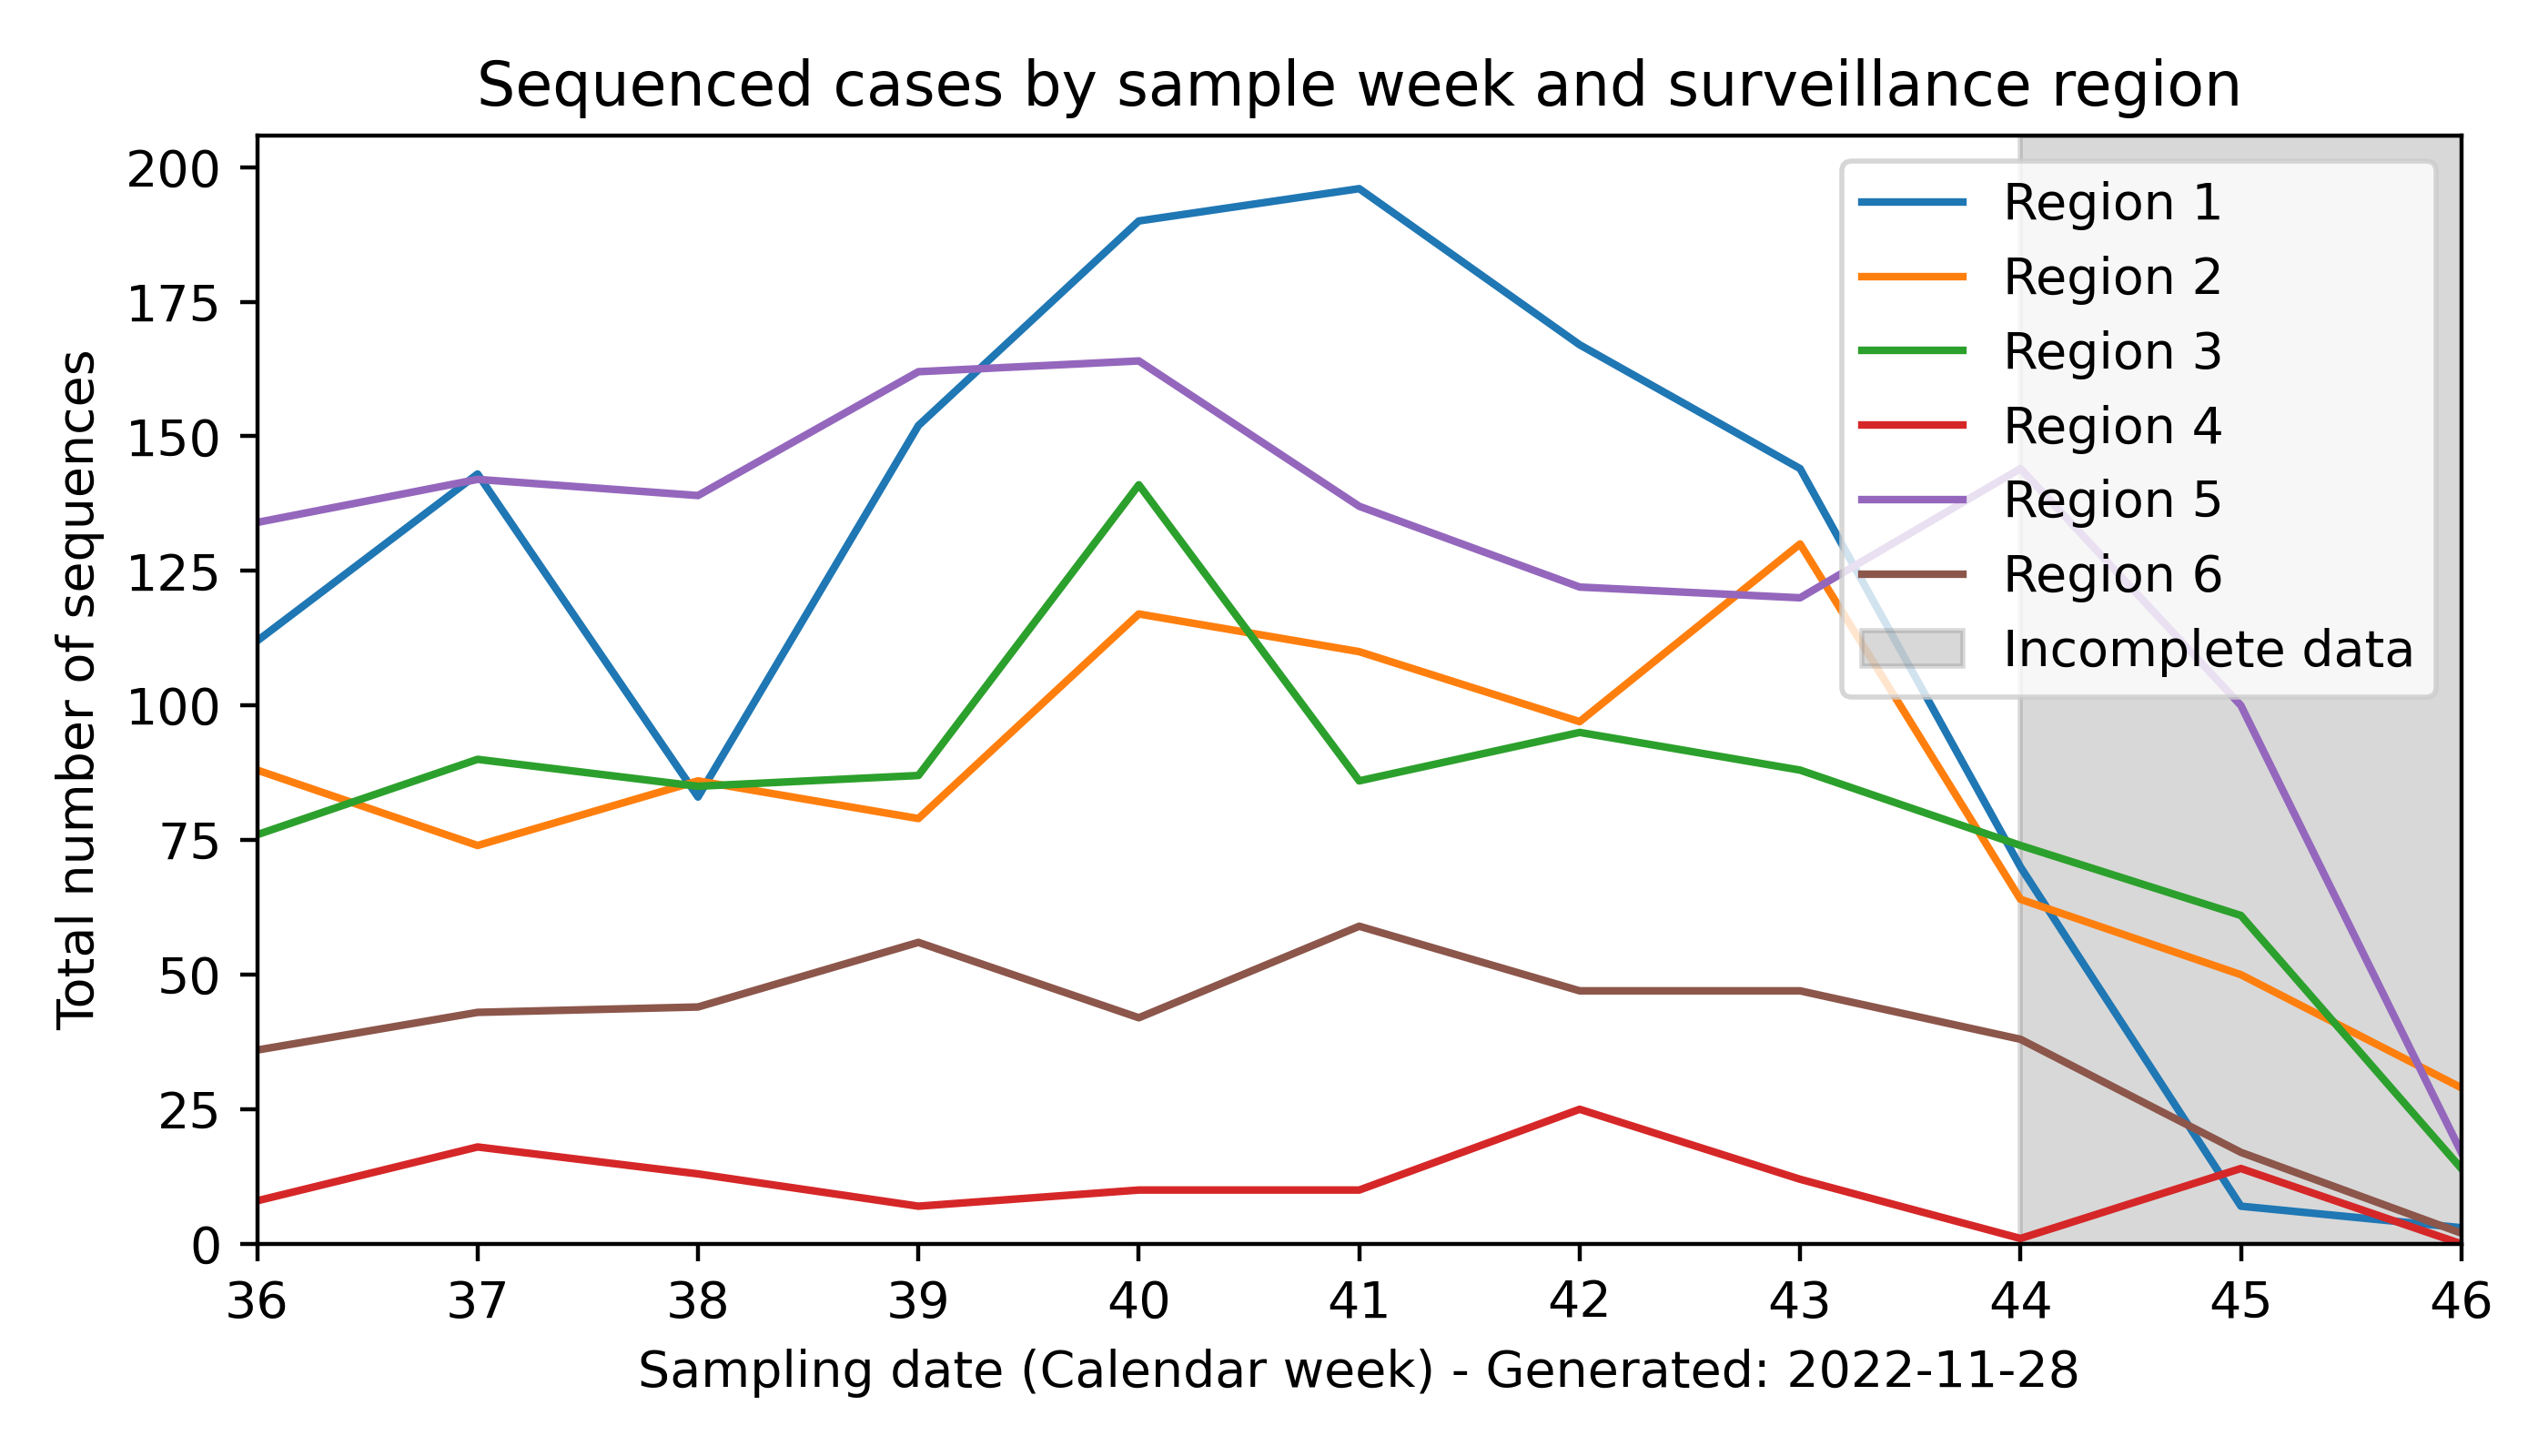 Sequenced cases by sample week and surveillance region
Total number of sequences
200
175
150
125
100
75
50
25
0
Region 1
Region 2
Region 3
Region 4
Region 5
Region 6
Incomplete data
36 37 38 39 40 41 42 43 44 45 46
Sampling date (Calendar week) - Generated: 2022-11-28